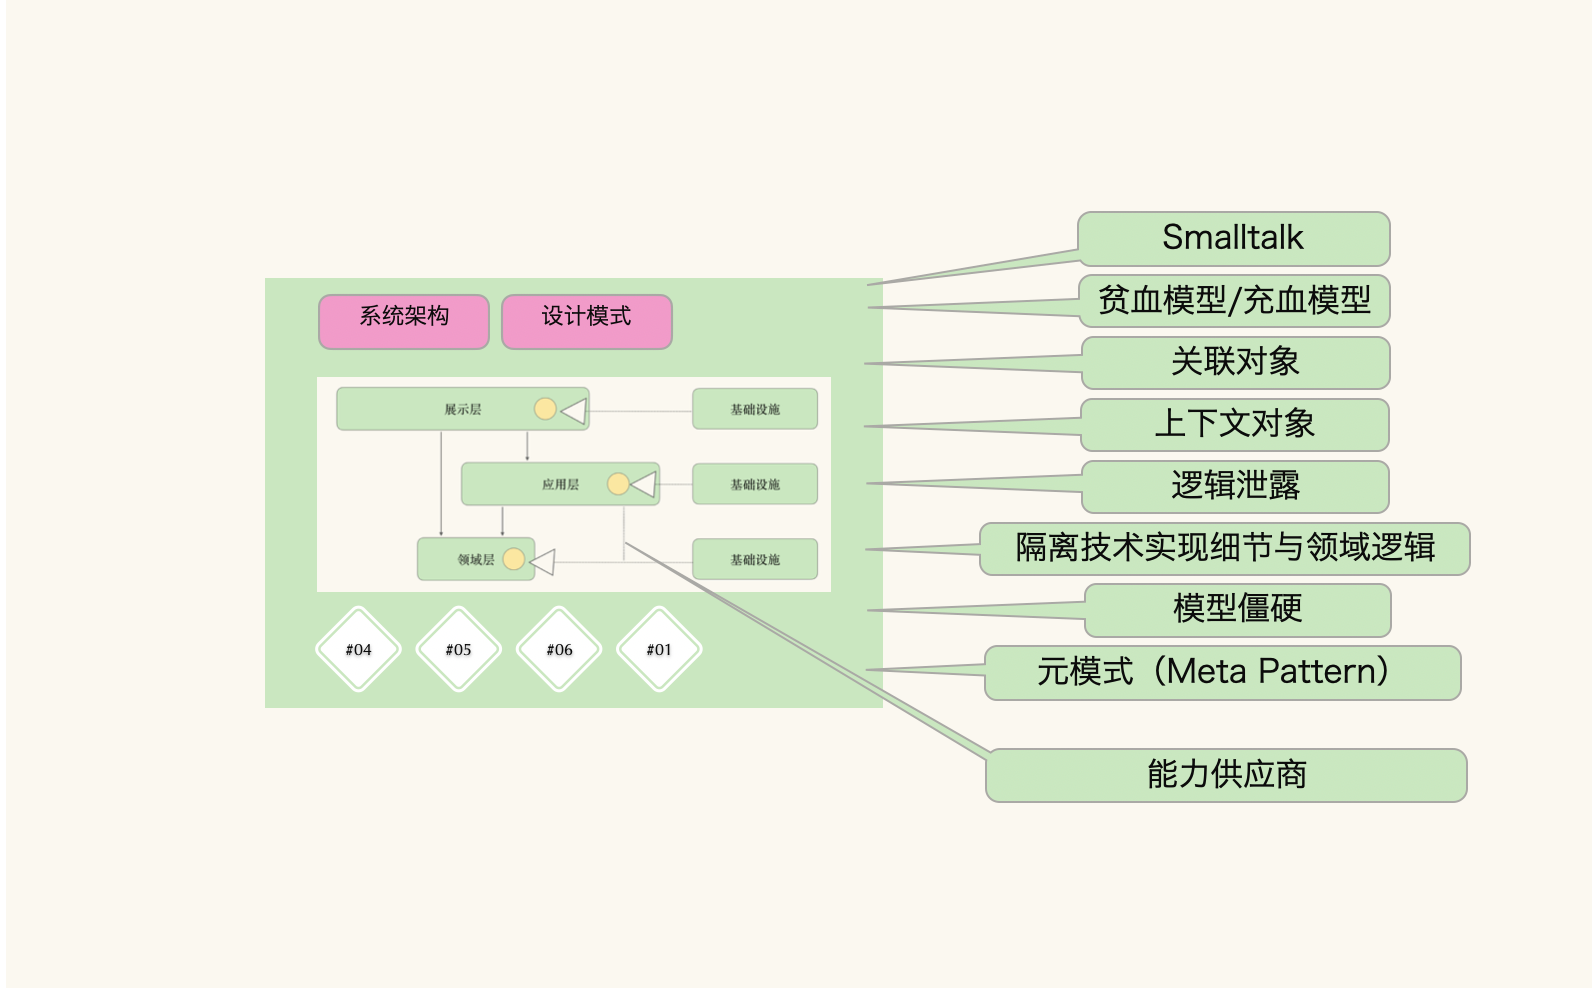 Smalltalk
贫血模型/充血模型
关联对象
上下文对象
逻辑泄露
隔离技术实现细节与领域逻辑
模型僵硬
元模式（Meta Pattern）
能力供应商
系统架构
设计模式
展示层
基础设施
应用层
基础设施
领域层
基础设施
#04
#05
#06
#01